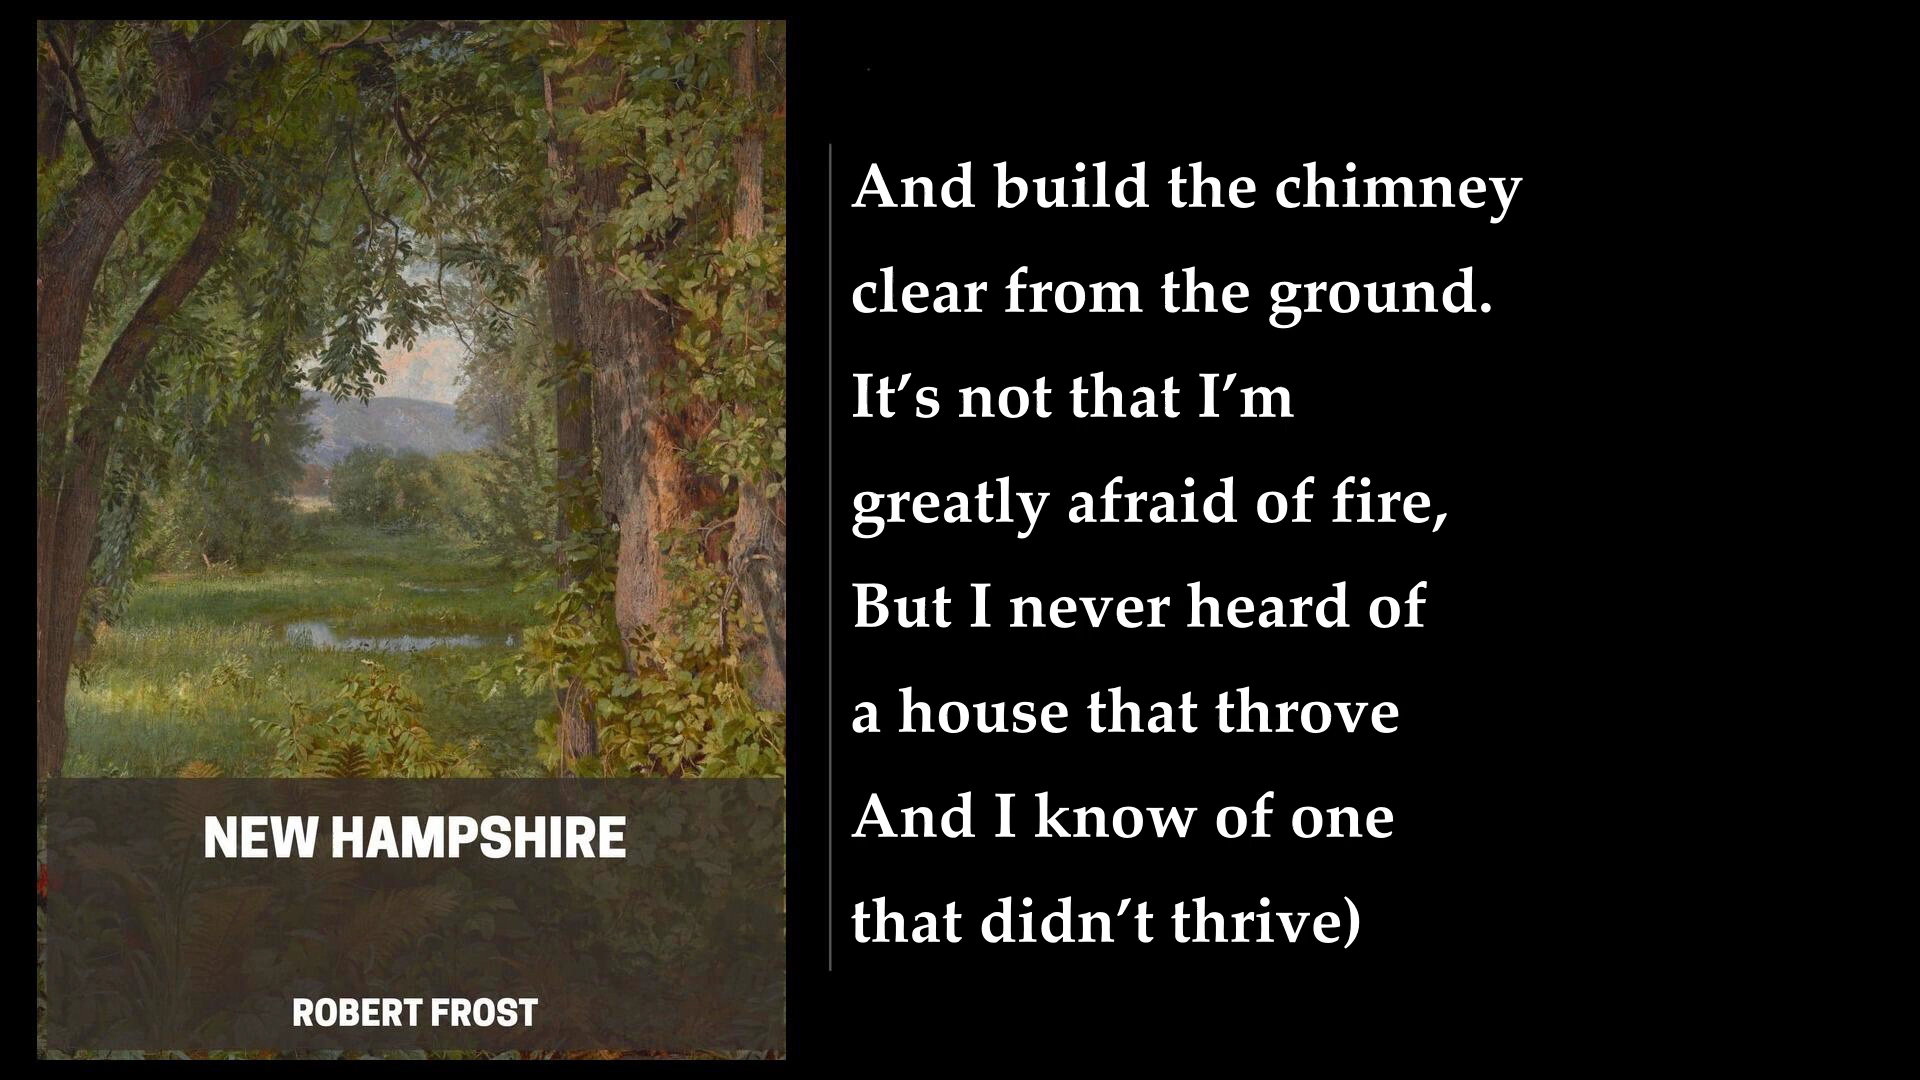 NEW HAMPSHIRE
ROBERT FROST
And build the chimney
clear from the ground.
It’s not that I’m
greatly afraid of fire,
But I never heard of
a house that throve
And I know of one
that didn’t thrive)